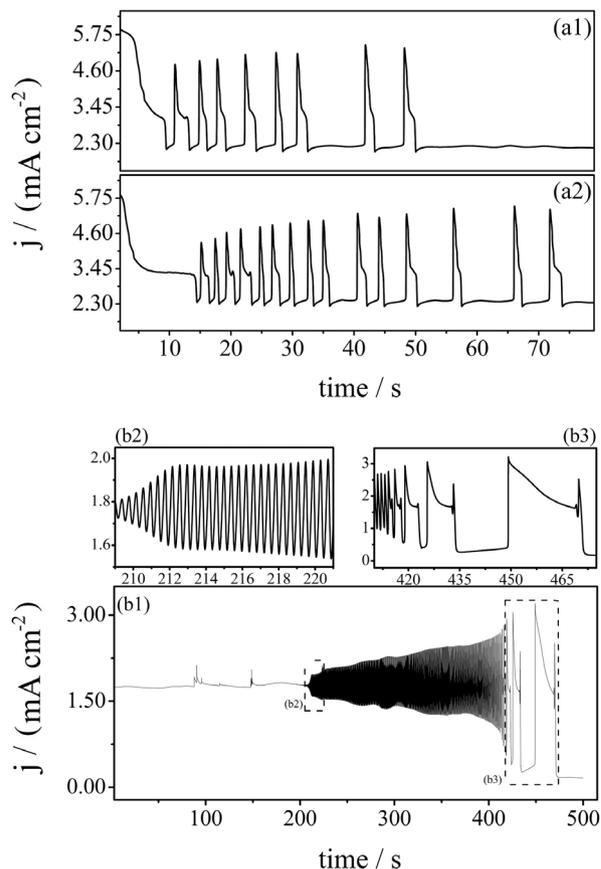 (a1)
5.75
4.60
3.45
2.30
j / (mA cm-2)
(a2)
5.75
4.60
3.45
2.30
10 20 30 40 50 60 70
time / s
(b2) (b3)
2.0
1.8
1.6
210 212 214 216 218 220
3
2
1
0
420 435 450 465
(b1)
3.00
1.50
0.00
j / (mA cm-2)
(b2)
(b3)
100 200 300 400 500
time / s